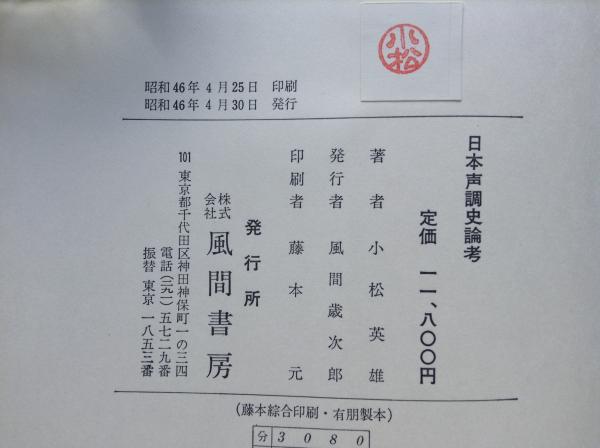 小松
昭和46年4月25日 印刷
昭和46年4月30日 発行
日本声調史論考
定価 一一、八〇〇円
著者 小松英雄
発行者 風間歳次郎
印刷者 藤本元
発行所
株式会社 風間書房
101 東京都千代田区神田神保町一の三四
電話(二九一)五七二九番
振替 東京 一八五三番
(藤本綜合印刷・有朋製本)
分 3080